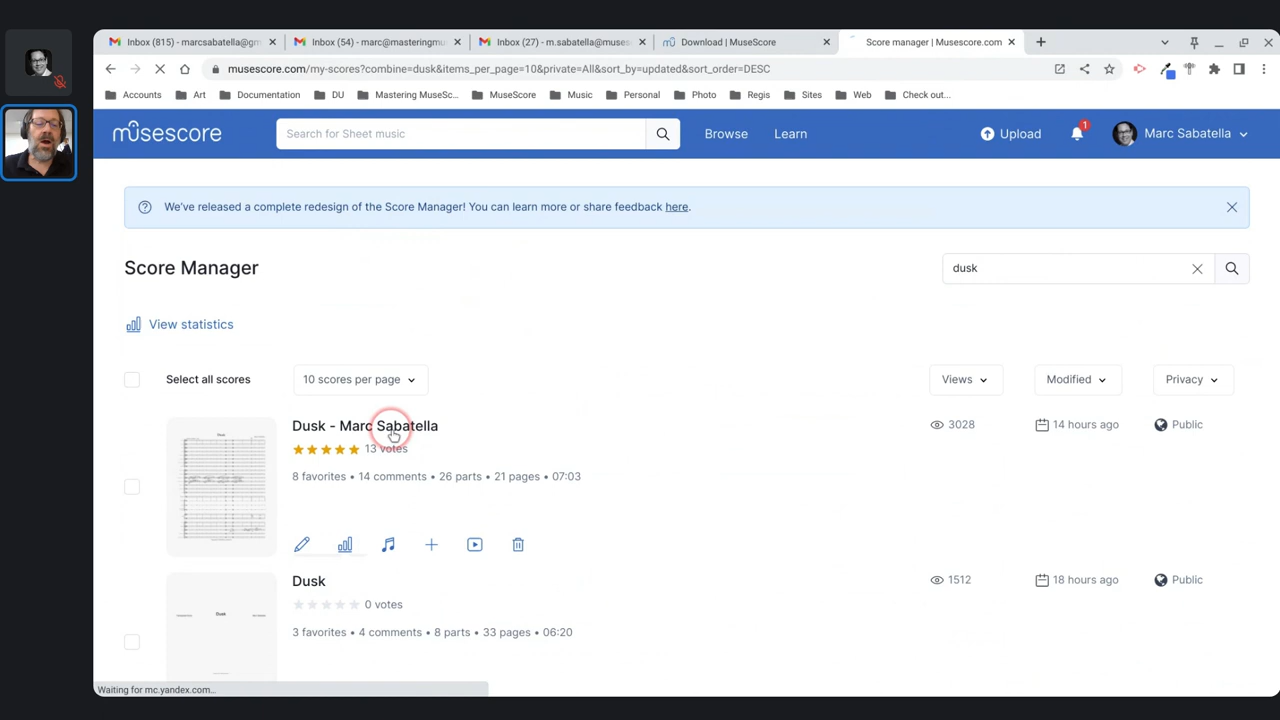 Inbox (815) - marcsabatella@gm
Inbox (54) - marc@masteringmu
Inbox (27) - m.sabatella@muses
Download | MuseScore
Score manager | Musescore.com
musescore.com/my-scores?combine=dusk&items_per_page=10&private=All&sort_by=updated&sort_order=DESC
Accounts Art Documentation DU Mastering MuseSc... MuseScore Music Personal Photo Regis Sites Web Check out...
musescore Search for Sheet music Browse Learn Upload 1 Marc Sabatella
We've released a complete redesign of the Score Manager! You can learn more or share feedback here.
Score Manager dusk
View statistics
Select all scores 10 scores per page Views Modified Privacy
Dusk - Marc Sabatella 3028 14 hours ago Public
13 votes
8 favorites • 14 comments • 26 parts • 21 pages • 07:03
Dusk 1512 18 hours ago Public
0 votes
3 favorites • 4 comments • 8 parts • 33 pages • 06:20
Dusk
Waiting for mc.yandex.com...